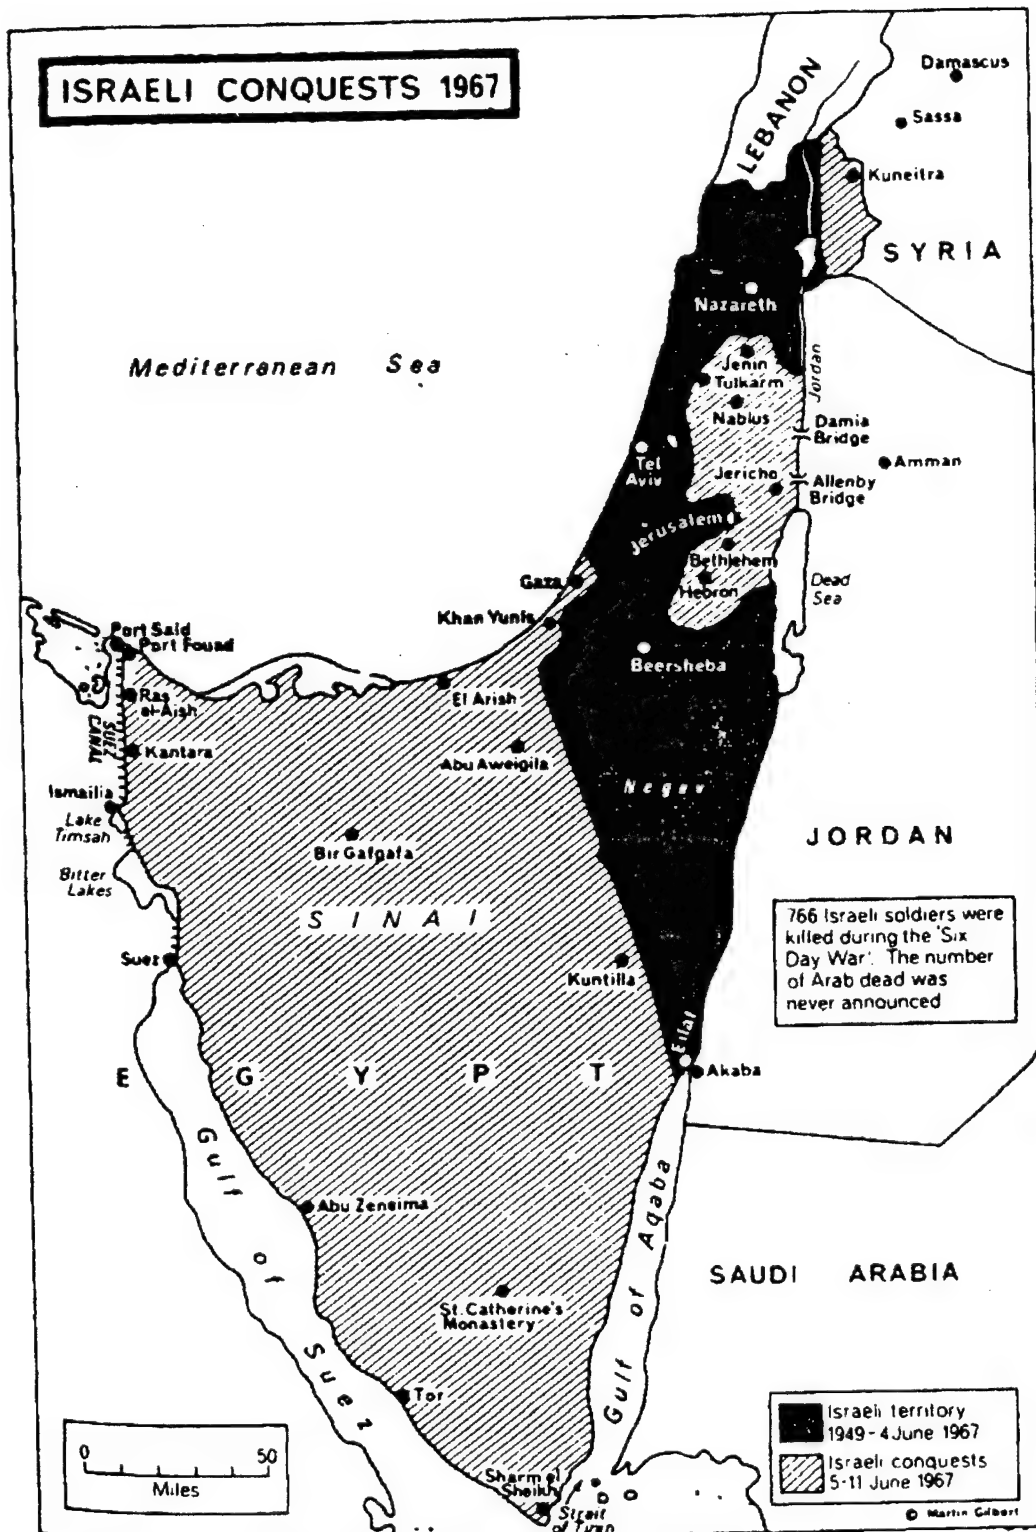 ISRAELI CONQUESTS 1967
Damascus
Sassa
LEBANON
Kuneitra
SYRIA
Nazareth
Mediterranean Sea
Jenin
Tulkarm
Nablus
Jordan
Damia
Bridge
Tel
Aviv
Amman
Jericho
Allenby
Bridge
Jerusalem
Bethlehem
Hebron
Dead
Sea
Gaza
Khan Yunis
Port Said
Port Fouad
Beersheba
El Arish
Ras
el-Aish
SUEZ
CANAL
Kantara
Abu Aweigila
Negev
Ismailia
Lake
Timsah
Bir Gafgafa
JORDAN
Bitter
Lakes
SINAI
766 Israeli soldiers were
killed during the 'Six
Day War'. The number
of Arab dead was
never announced
Suez
Kuntilla
Eilat
EGYPT
Akaba
Gulf of Suez
Gulf of Aqaba
Abu Zeneima
SAUDI ARABIA
St. Catherine's
Monastery
Tor
Israeli territory
1949-4 June 1967
Israeli conquests
5-11 June 1967
0 50
Miles
Sharm el
Sheikh
Strait
of Tiran
© Martin Gilbert